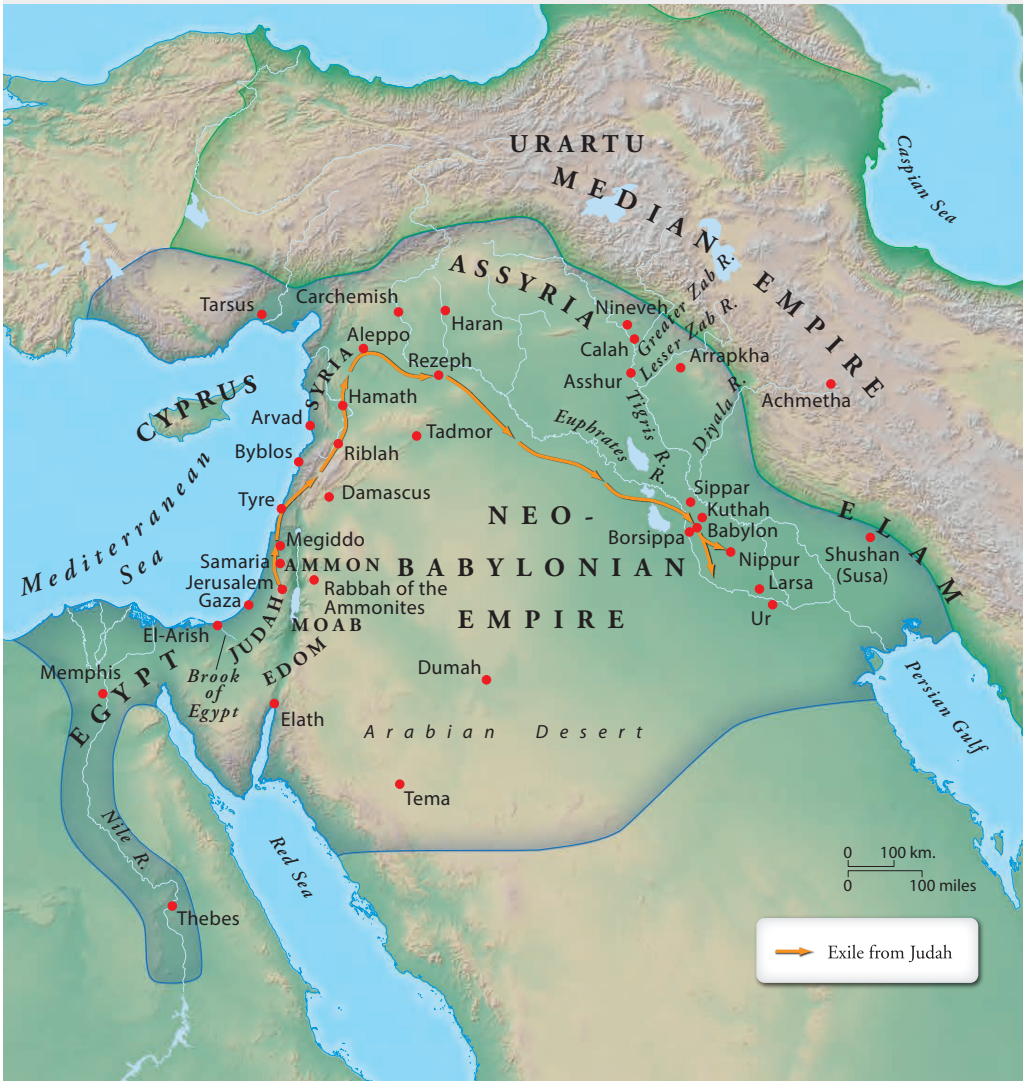 URARTU
MEDIAN EMPIRE
Caspian Sea
ASSYRIA
Greater Zab R.
Lesser Zab R.
Tarsus
Carchemish
Haran
Nineveh
Aleppo
Calah
Rezeph
Arrapkha
Asshur
SYRIA
Achmetha
CYPRUS
Hamath
Arvad
Tadmor
Euphrates R.
Tigris R.
Diyala R.
Byblos
Riblah
Mediterranean
Sea
Damascus
Tyre
Sippar
Kuthah
NEO-
BABYLONIAN
EMPIRE
Babylon
Borsippa
ELAM
Megiddo
Samaria
AMMON
Nippur
Shushan
(Susa)
Jerusalem
Rabbah of the
Ammonites
Larsa
Gaza
JUDAH
MOAB
Ur
El-Arish
EDOM
Brook
of
Egypt
Memphis
EGYPT
Dumah
Persian Gulf
Elath
Arabian Desert
Tema
Nile R.
Red Sea
0 100 km.
0 100 miles
Thebes
Exile from Judah